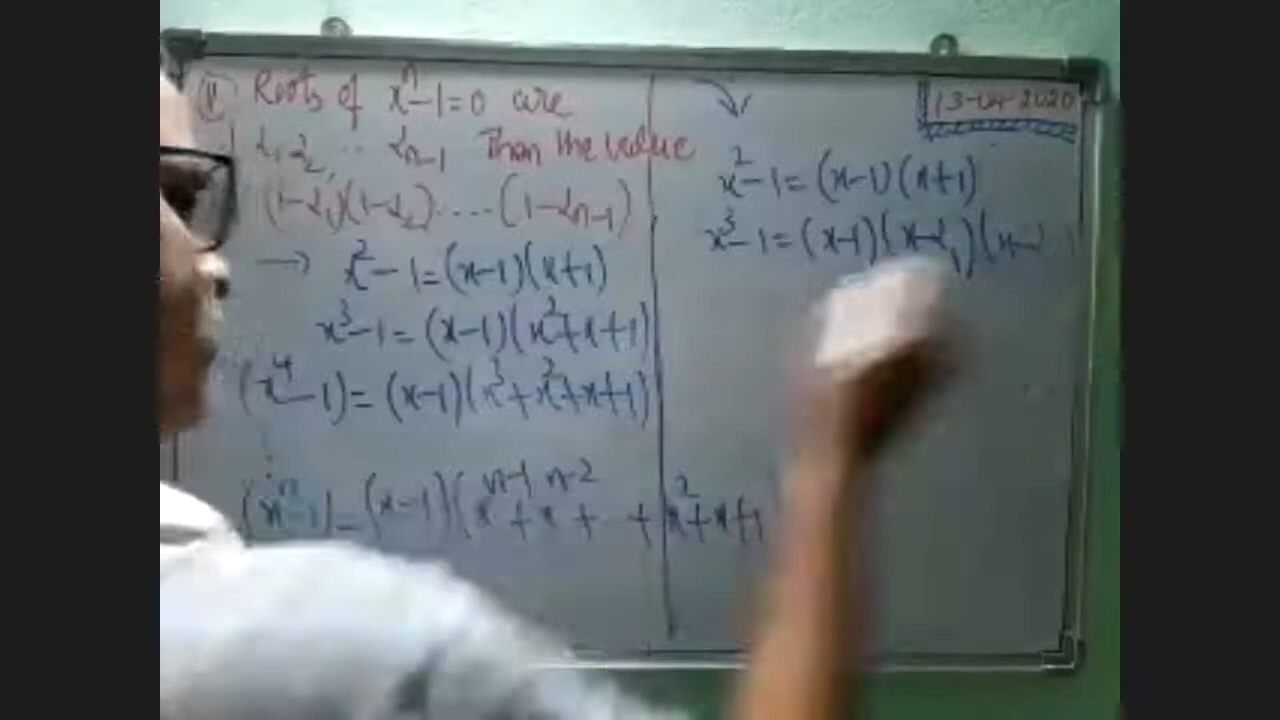 Roots of xⁿ-1=0 are
α₁, α₂, .. αₙ₋₁ Then the value
(1-α₁)(1-α₂)....(1-αₙ₋₁)
→ x²-1=(x-1)(x+1)
x³-1=(x-1)(x²+x+1)
(x⁴-1)=(x-1)(x³+x²+x+1)
(xⁿ-1)=(x-1)(xⁿ⁻¹+xⁿ⁻²+..+x²+x+1
13-04-2020
x²-1=(x-1)(x+1)
x³-1=(x-1)(x-α₁)(x-α